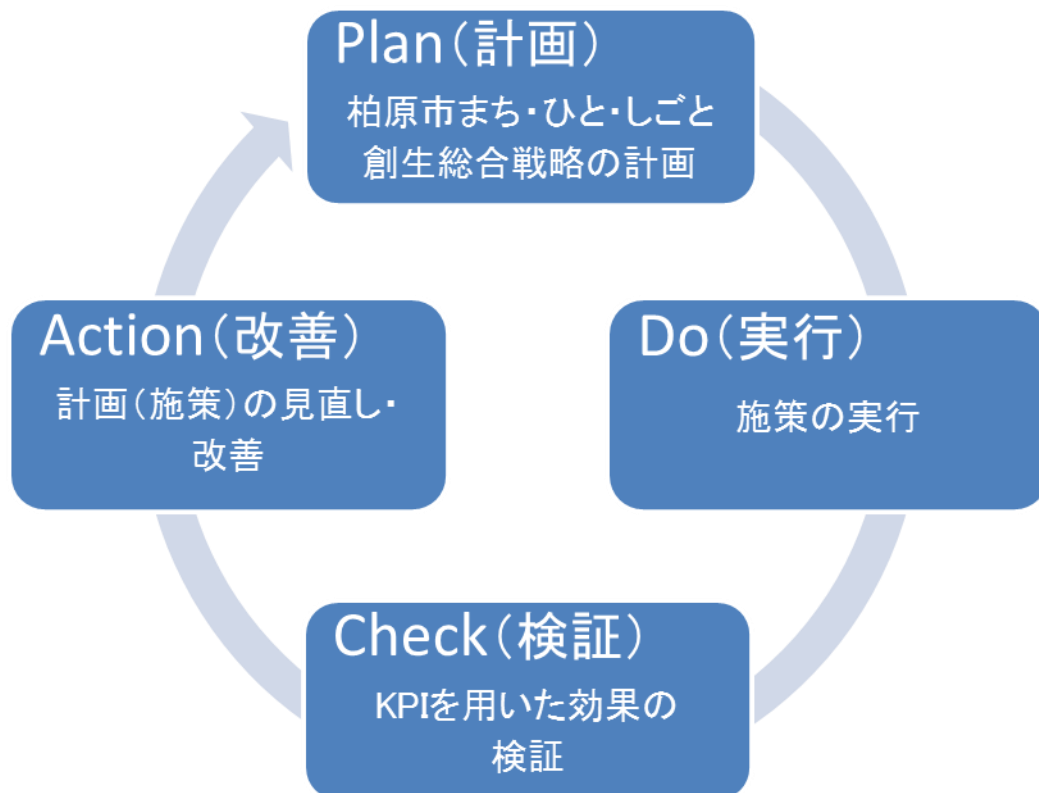 Plan(計画)
柏原市まち・ひと・しごと
創生総合戦略の計画
Do(実行)
施策の実行
Check(検証)
KPIを用いた効果の
検証
Action(改善)
計画(施策)の見直し・
改善